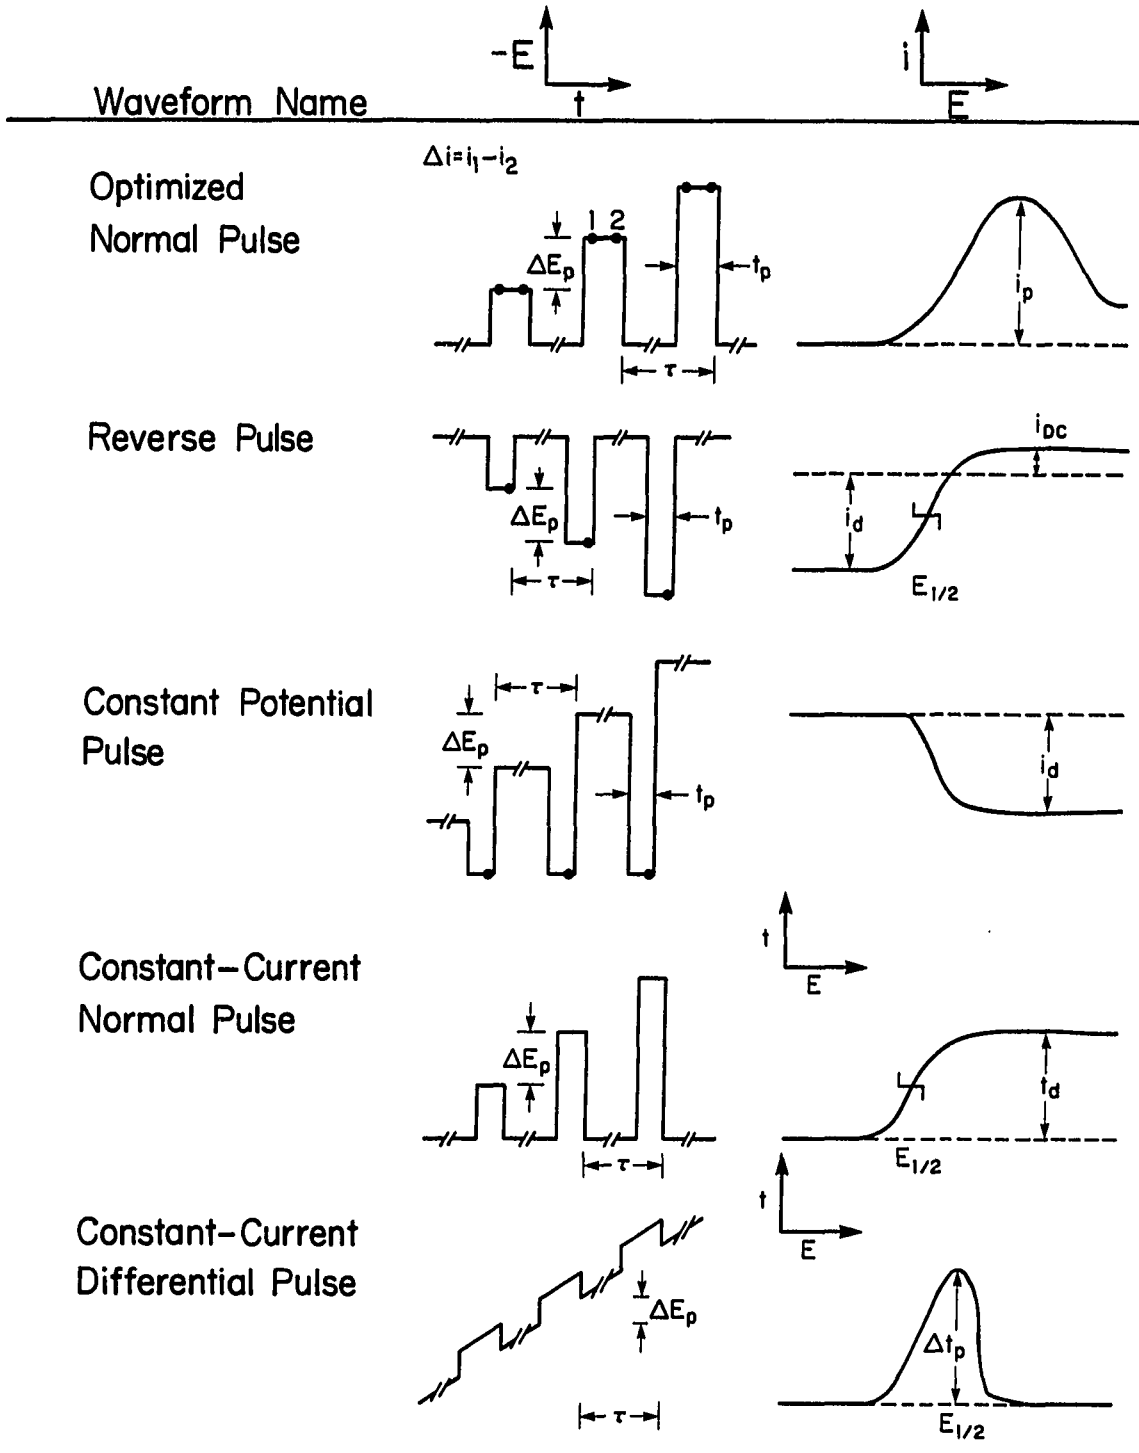 -E
t
i
E
Waveform Name
Δi=i₁-i₂
Optimized
Normal Pulse
1 2
ΔEp
tp
τ
ip
Reverse Pulse
ΔEp
tp
τ
iDC
id
E1/2
Constant Potential
Pulse
τ
ΔEp
tp
id
Constant-Current
Normal Pulse
ΔEp
τ
t
E
td
E1/2
Constant-Current
Differential Pulse
ΔEp
τ
t
E
Δtp
E1/2